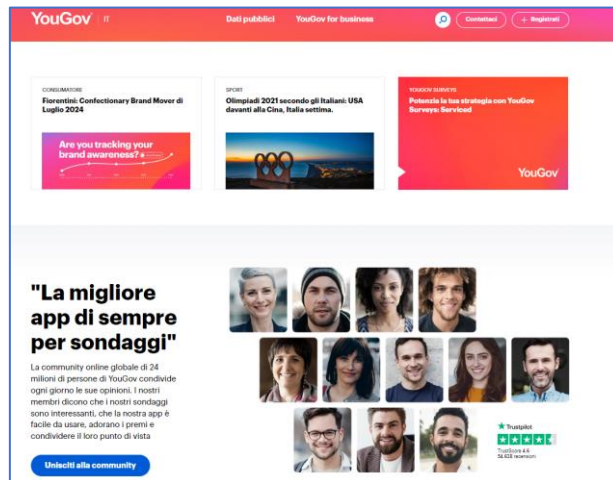 YouGov IT
Dati pubblici
YouGov for business
Contattaci
+ Registrati
CONSUMATORE
Fiorentini: Confectionary Brand Mover di
Luglio 2024
Are you tracking your
brand awareness?
SPORT
Olimpiadi 2021 secondo gli Italiani: USA
davanti alla Cina, Italia settima.
YOUGOV SURVEYS
Potenzia la tua strategia con YouGov
Surveys: Serviced
YouGov
"La migliore
app di sempre
per sondaggi"
La community online globale di 24
milioni di persone di YouGov condivide
ogni giorno le sue opinioni. I nostri
membri dicono che i nostri sondaggi
sono interessanti, che la nostra app è
facile da usare, adorano i premi e
condividere il loro punto di vista
Unisciti alla community
Trustpilot
TrustScore 4.6
recensioni